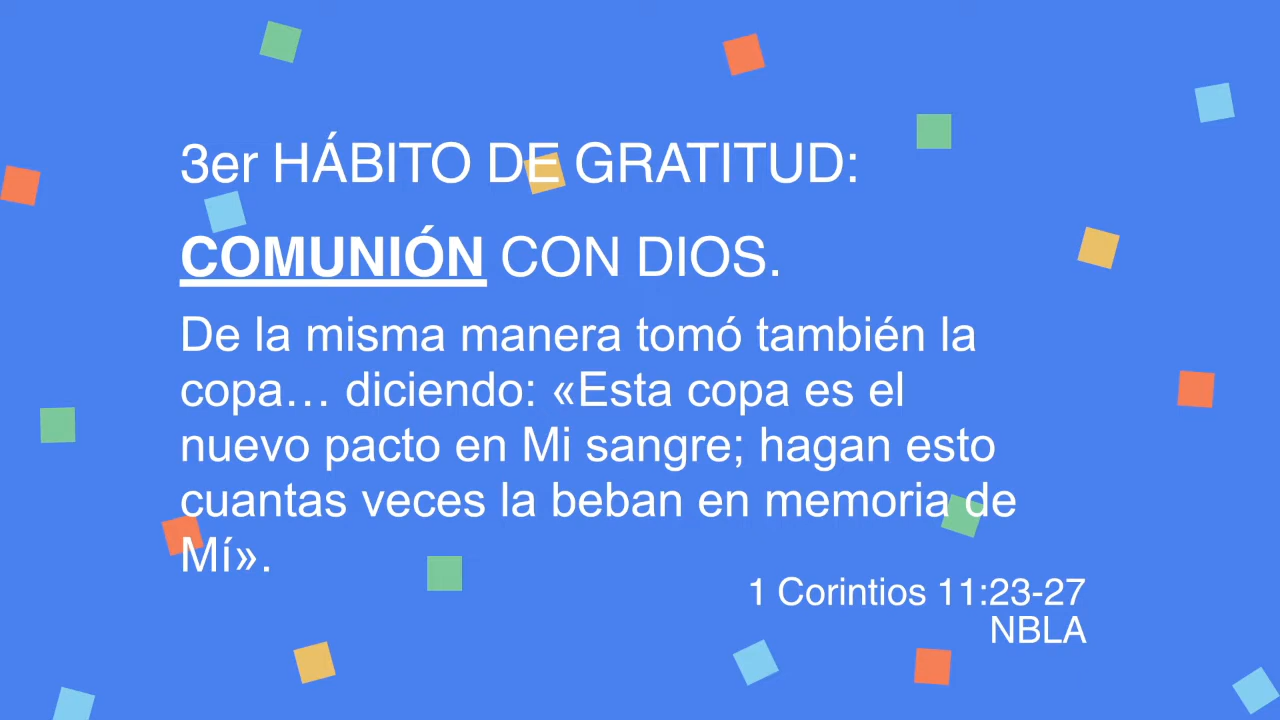 3er HÁBITO DE GRATITUD:
COMUNIÓN CON DIOS.
De la misma manera tomó también la
copa… diciendo: «Esta copa es el
nuevo pacto en Mi sangre; hagan esto
cuantas veces la beban en memoria de
Mí».
1 Corintios 11:23-27
NBLA